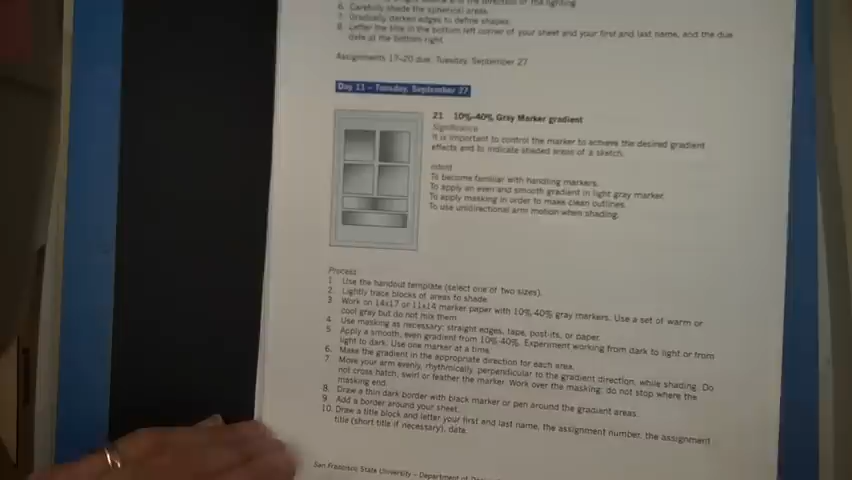 6. Carefully shade the spherical areas.
7. Gradually darken edges to define shapes.
8. Letter the title in the bottom left corner of your sheet and your first and last name, and the due
date at the bottom right.
Assignments 17-20 due: Tuesday, September 27
Day 11 – Tuesday, September 27
21 10%-40% Gray Marker gradient
Significance
It is important to control the marker to achieve the desired gradient
effects and to indicate shaded areas of a sketch.
Intent
To become familiar with handling markers.
To apply an even and smooth gradient in light gray marker.
To apply masking in order to make clean outlines.
To use unidirectional arm motion when shading.
Process
1 Use the handout template (select one of two sizes).
2. Lightly trace blocks of areas to shade.
3 Work on 14x17 or 11x14 marker paper with 10%-40% gray markers. Use a set of warm or
cool gray but do not mix them.
4 Use masking as necessary: straight edges, tape, post-its, or paper.
5 Apply a smooth, even gradient from 10%-40%. Experiment working from dark to light or from
light to dark. Use one marker at a time.
6. Make the gradient in the appropriate direction for each area.
7. Move your arm evenly, rhythmically, perpendicular to the gradient direction, while shading. Do
not cross hatch, swirl or feather the marker. Work over the masking; do not stop where the
masking end.
8. Draw a thin dark border with black marker or pen around the gradient areas.
9. Add a border around your sheet.
10. Draw a title block and letter your first and last name, the assignment number, the assignment
title (short title if necessary), date.
San Francisco State University – Department of